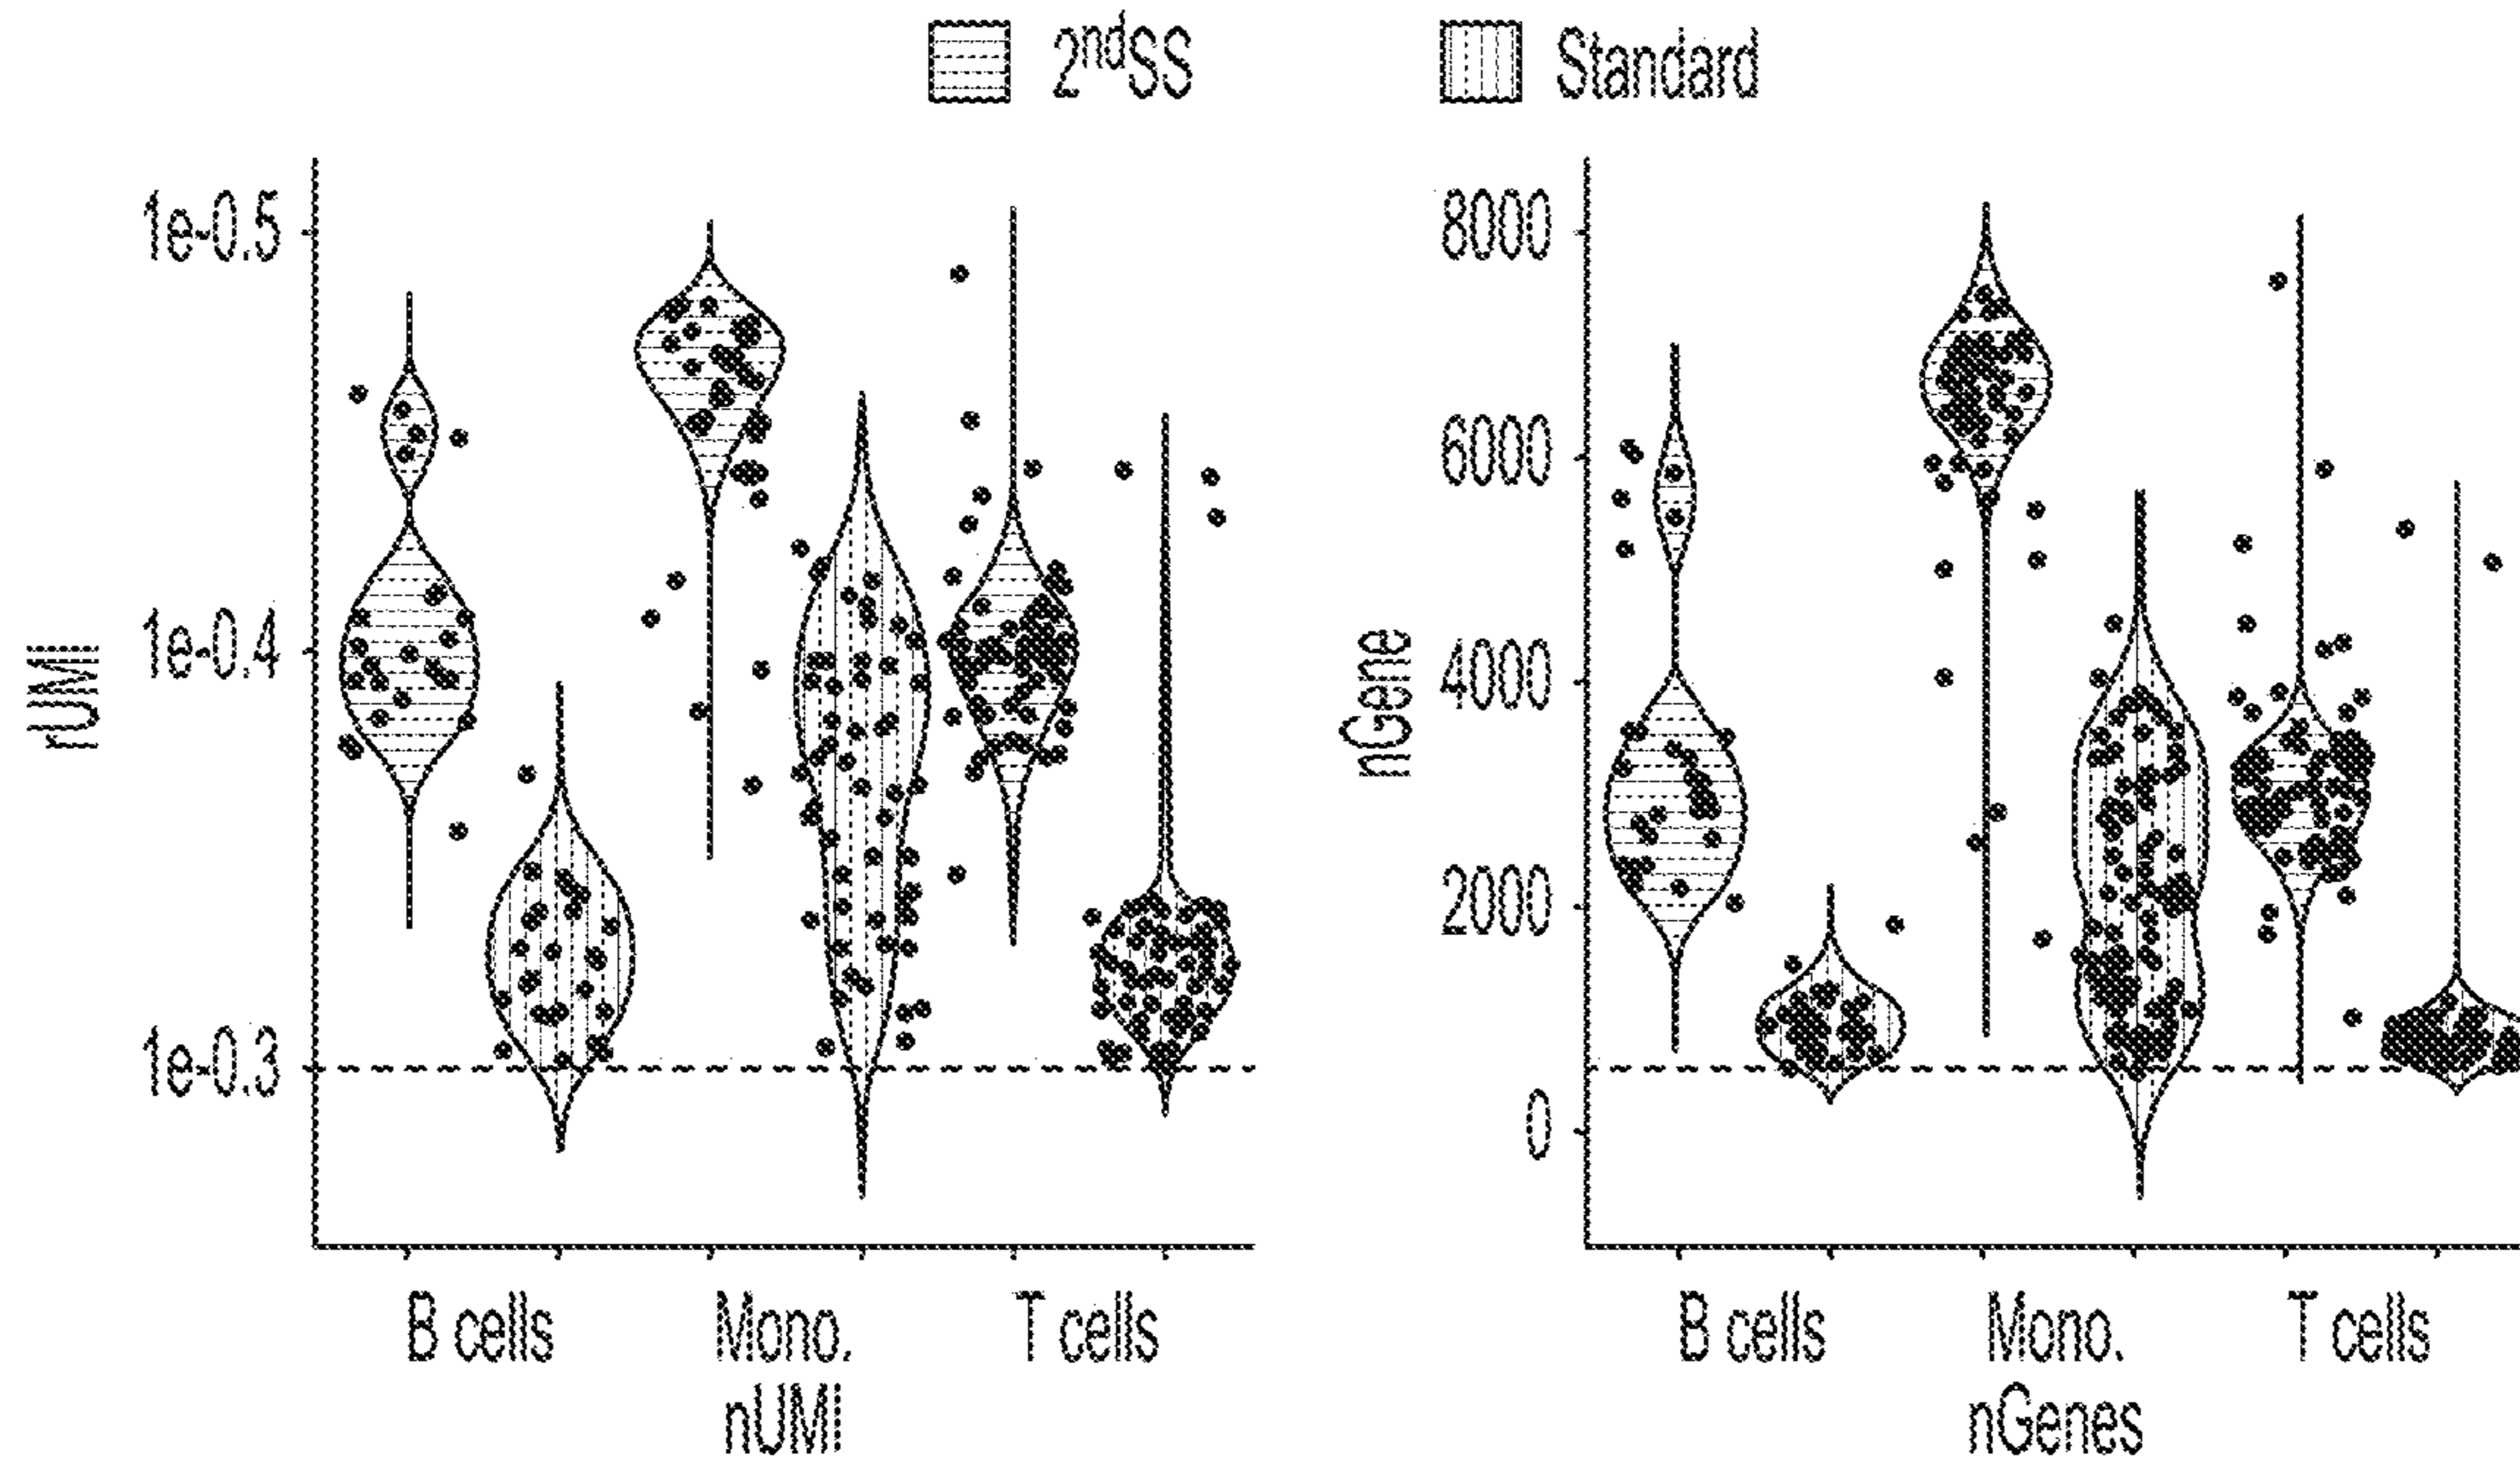 2ndSS Standard
rUMI
1e-0.5
1e-0.4
1e-0.3
B cells Mono. T cells
nUMI
nGene
8000
6000
4000
2000
0
B cells Mono. T cells
nGenes